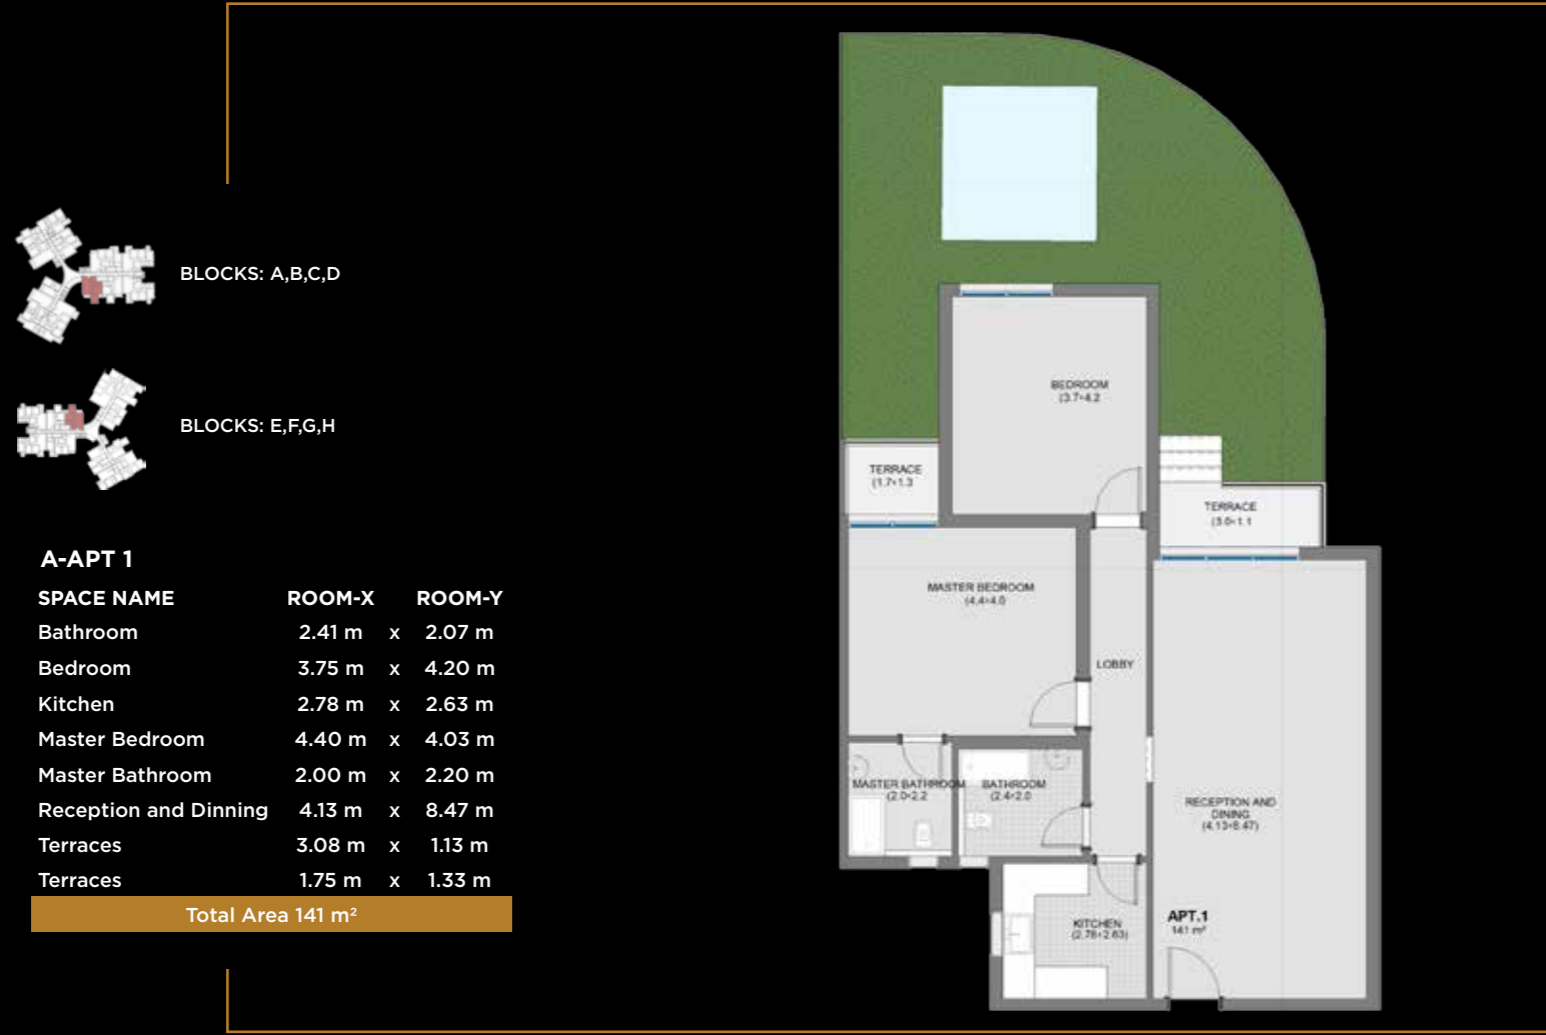 BLOCKS: A,B,C,D
BLOCKS: E,F,G,H
A-APT 1
SPACE NAME ROOM-X ROOM-Y
Bathroom 2.41 m x 2.07 m
Bedroom 3.75 m x 4.20 m
Kitchen 2.78 m x 2.63 m
Master Bedroom 4.40 m x 4.03 m
Master Bathroom 2.00 m x 2.20 m
Reception and Dinning 4.13 m x 8.47 m
Terraces 3.08 m x 1.13 m
Terraces 1.75 m x 1.33 m
Total Area 141 m²
BEDROOM
(3.7×4.2
TERRACE
(1.7×1.3
TERRACE
(3.0×1.1
MASTER BEDROOM
(4.4×4.0
LOBBY
MASTER BATHROOM
(2.0×2.2
BATHROOM
(2.4×2.0
RECEPTION AND
DINING
(4.13×8.47)
KITCHEN
(2.78×2.63)
APT.1
141 m²